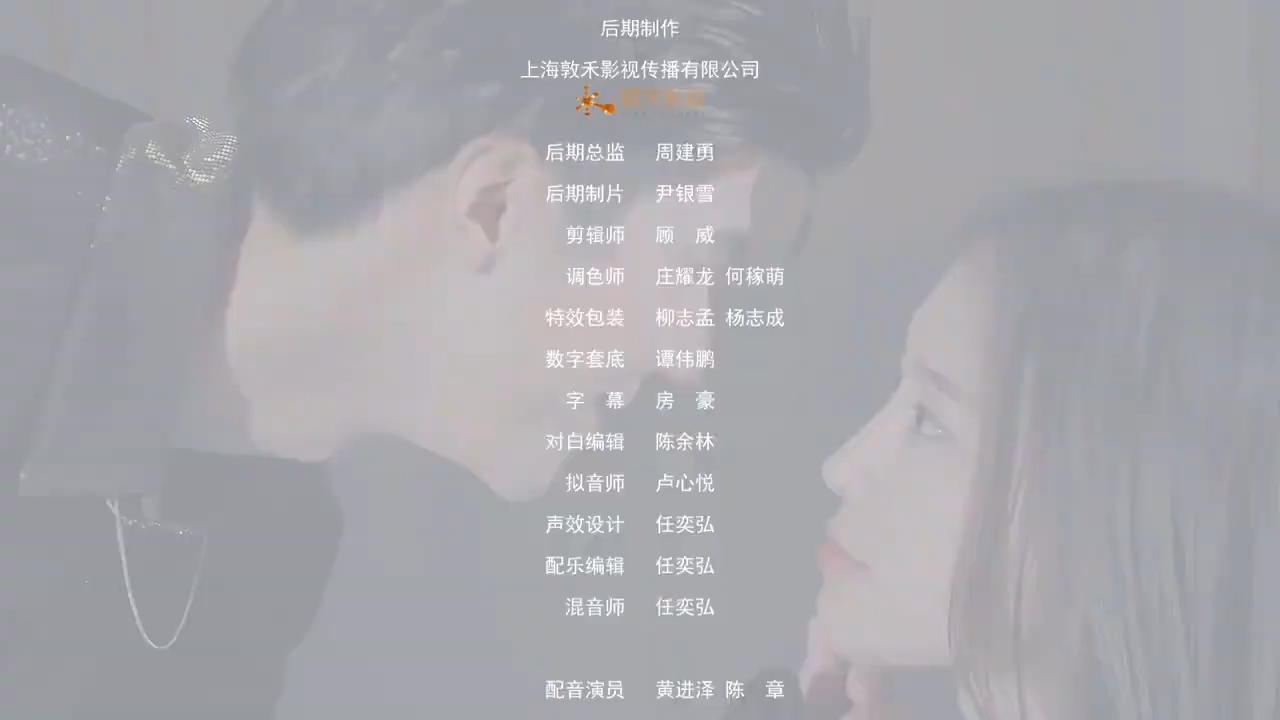 后期制作
上海敦禾影视传播有限公司
后期总监 周建勇
后期制片 尹银雪
剪辑师 顾 威
调色师 庄耀龙 何稼萌
特效包装 柳志孟 杨志成
数字套底 谭伟鹏
字 幕 房 豪
对白编辑 陈余林
拟音师 卢心悦
声效设计 任奕弘
配乐编辑 任奕弘
混音师 任奕弘
配音演员 黄进泽 陈 章